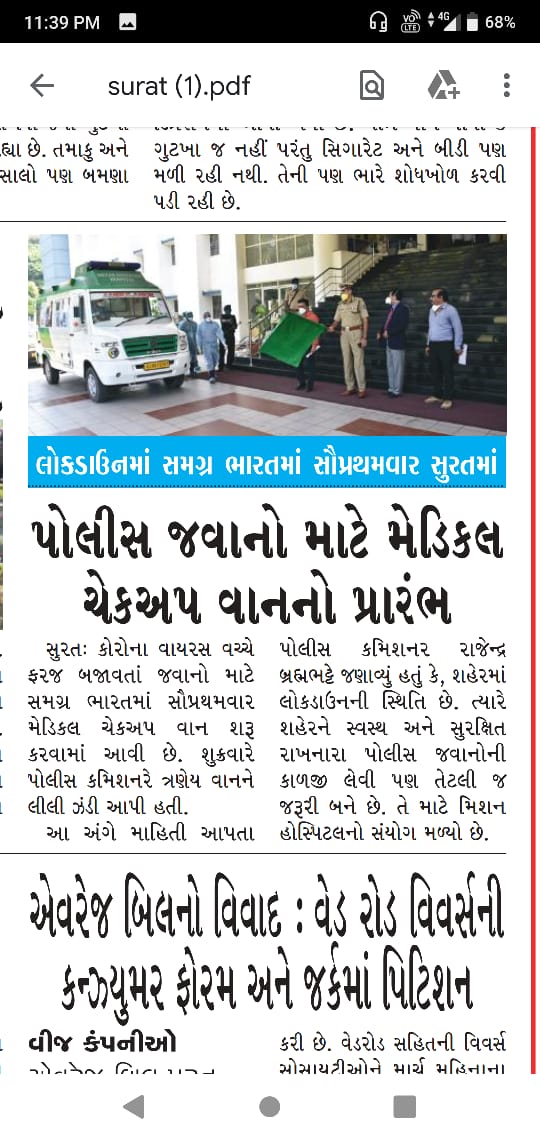 11:39 PM
4G
VO
LTE
68%
surat (1).pdf
હ્યા છે. તમાકુ અને
સાલો પણ બમણા
ગુટખા જ નહીં પરંતુ સિગારેટ અને બીડી પણ
મળી રહી નથી. તેની પણ ભારે શોધખોળ કરવી
પડી રહી છે.
લોકડાઉનમાં સમગ્ર ભારતમાં સૌપ્રથમવાર સુરતમાં
પોલીસ જવાનો માટે મેડિકલ
ચેકઅપ વાનનો પ્રારંભ
સુરતઃ કોરોના વાયરસ વચ્ચે
ફરજ બજાવતાં જવાનો માટે
સમગ્ર ભારતમાં સૌપ્રથમવાર
મેડિકલ ચેકઅપ વાન શરૂ
કરવામાં આવી છે. શુક્રવારે
પોલીસ કમિશનરે ત્રણેય વાનને
લીલી ઝંડી આપી હતી.
આ અંગે માહિતી આપતા
પોલીસ કમિશનર રાજેન્દ્ર
બ્રહ્મભટ્ટે જણાવ્યું હતું કે, શહેરમાં
લોકડાઉનની સ્થિતિ છે. ત્યારે
શહેરને સ્વસ્થ અને સુરક્ષિત
રાખનારા પોલીસ જવાનોની
કાળજી લેવી પણ તેટલી જ
જરૂરી બને છે. તે માટે મિશન
હોસ્પિટલનો સંયોગ મળ્યો છે.
એવરેજ બિલનો વિવાદ : વેડ રોડ વિવર્સની
કન્ઝ્યુમર ફોરમ અને જર્કમાં પિટિશન
વીજ કંપનીઓ
કરી છે. વેડરોડ સહિતની વિવર્સ
સોસાયટીઓને માર્ચ મહિનાના